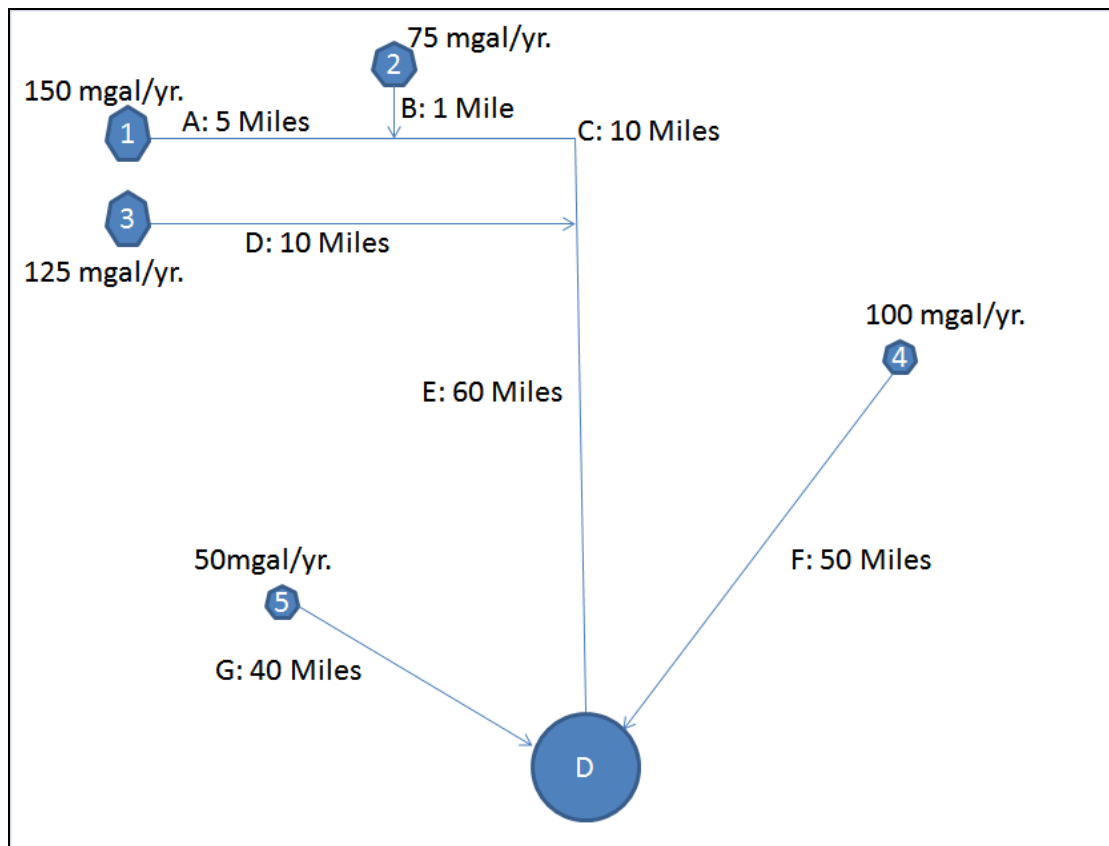 75 mgal/yr.
2
150 mgal/yr.
B: 1 Mile
A: 5 Miles
1
C: 10 Miles
3
D: 10 Miles
125 mgal/yr.
100 mgal/yr.
4
E: 60 Miles
50mgal/yr.
F: 50 Miles
5
G: 40 Miles
D